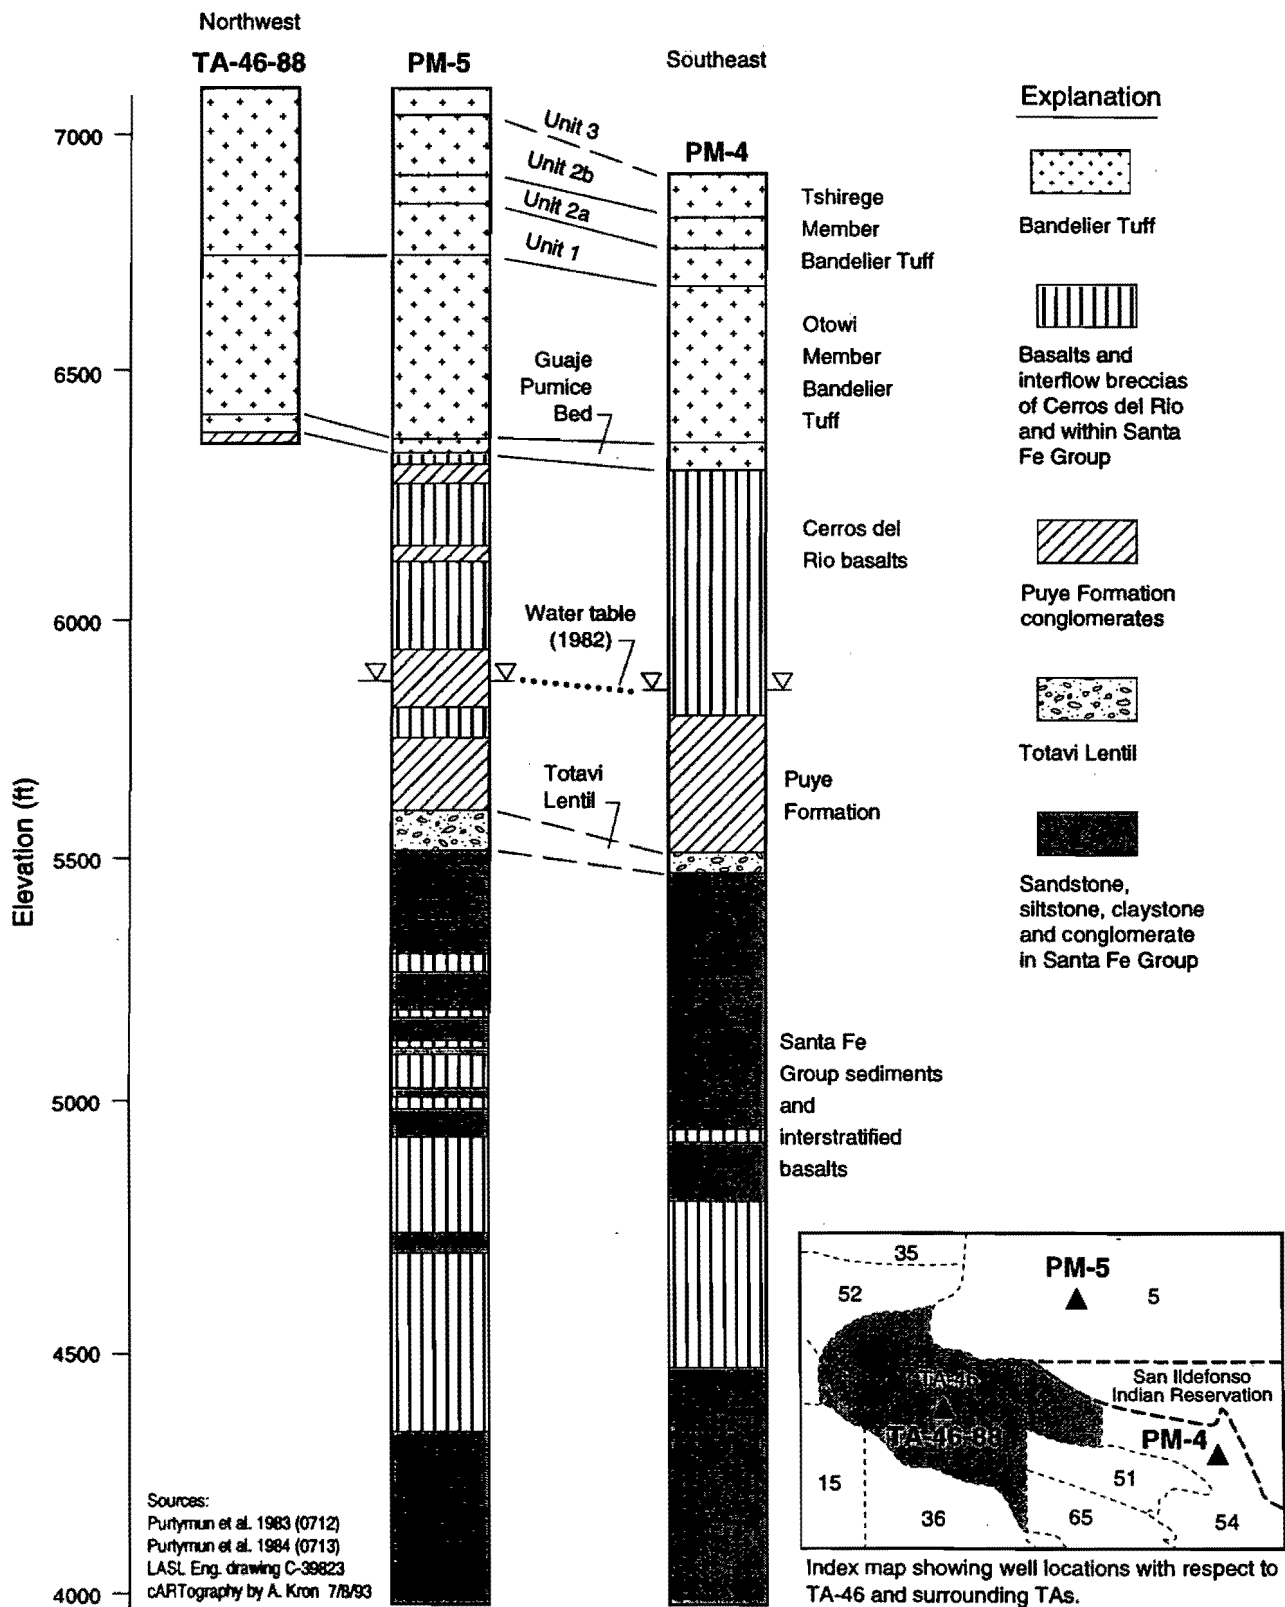 Northwest
TA-46-88
PM-5
Southeast
PM-4
Elevation (ft)
7000
6500
6000
5500
5000
4500
4000
Unit 3
Unit 2b
Unit 2a
Unit 1
Guaje
Pumice
Bed
Water table
(1982)
Totavi
Lentil
Tshirege
Member
Bandelier Tuff
Otowi
Member
Bandelier
Tuff
Cerros del
Rio basalts
Puye
Formation
Santa Fe
Group sediments
and
interstratified
basalts
Explanation
Bandelier Tuff
Basalts and
interflow breccias
of Cerros del Rio
and within Santa
Fe Group
Puye Formation
conglomerates
Totavi Lentil
Sandstone,
siltstone, claystone
and conglomerate
in Santa Fe Group
35
52
PM-5
5
San Ildefonso
Indian Reservation
TA-46
TA-46-88
PM-4
15
36
65
51
54
Index map showing well locations with respect to
TA-46 and surrounding TAs.
Sources:
Purtymun et al. 1983 (0712)
Purtymun et al. 1984 (0713)
LASL Eng. drawing C-39823
cARTography by A. Kron 7/8/93